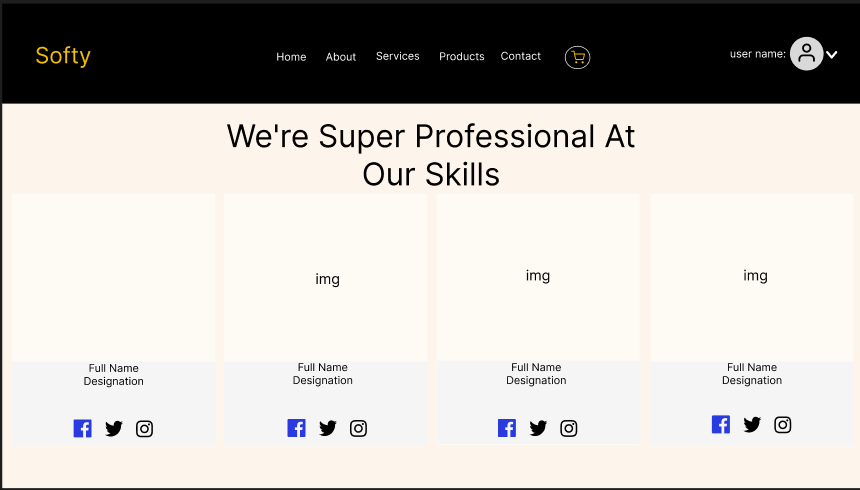 Softy
Home About Services Products Contact
user name:
We're Super Professional At
Our Skills
img
img
img
Full Name
Designation
Full Name
Designation
Full Name
Designation
Full Name
Designation